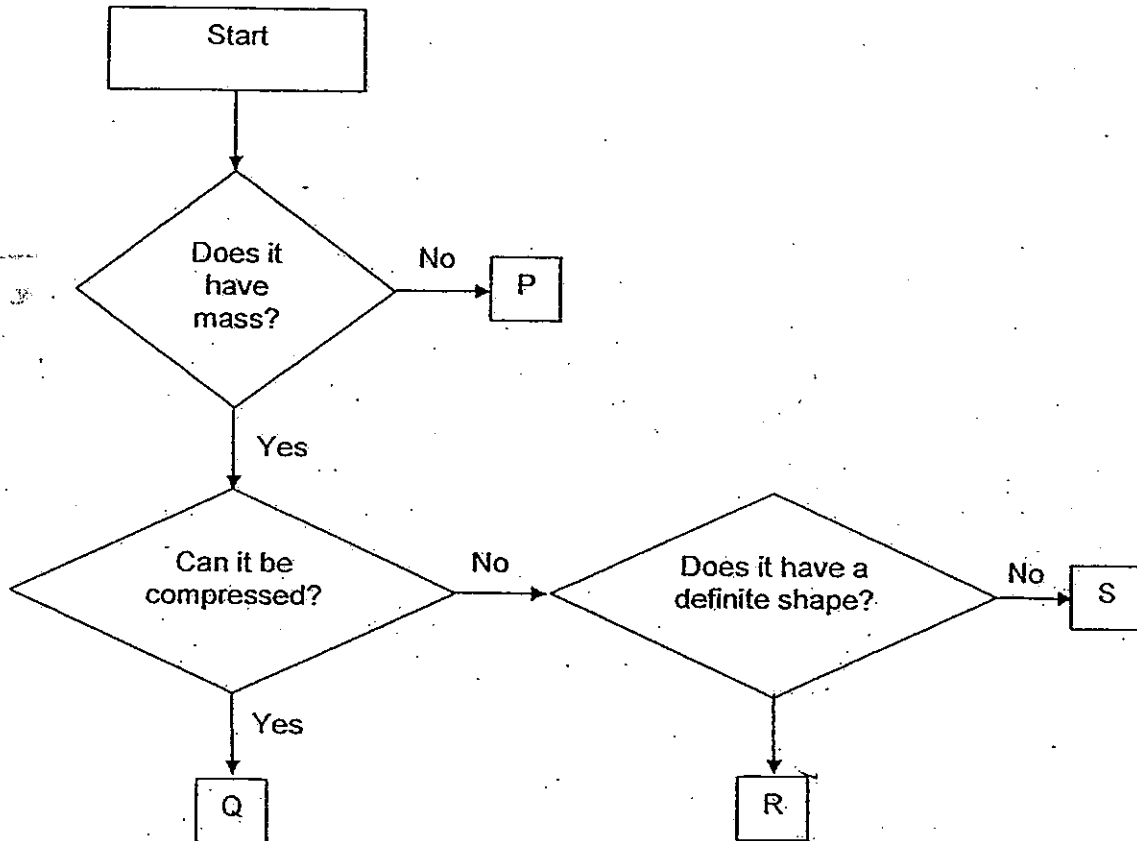 Start
Does it
have
mass?
No
P
Yes
Can it be
compressed?
No
Does it have a
definite shape?
No
S
Yes
Q
R